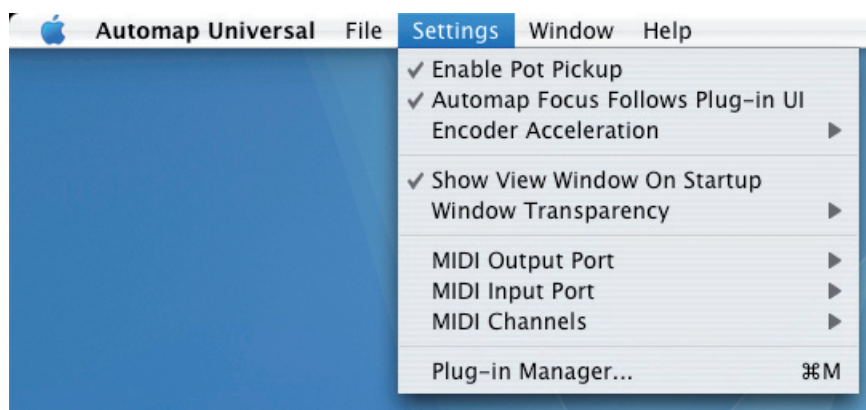 Automap Universal File Settings Window Help
✓ Enable Pot Pickup
✓ Automap Focus Follows Plug-in UI
Encoder Acceleration ▶
✓ Show View Window On Startup
Window Transparency ▶
MIDI Output Port ▶
MIDI Input Port ▶
MIDI Channels ▶
Plug-in Manager... ⌘M